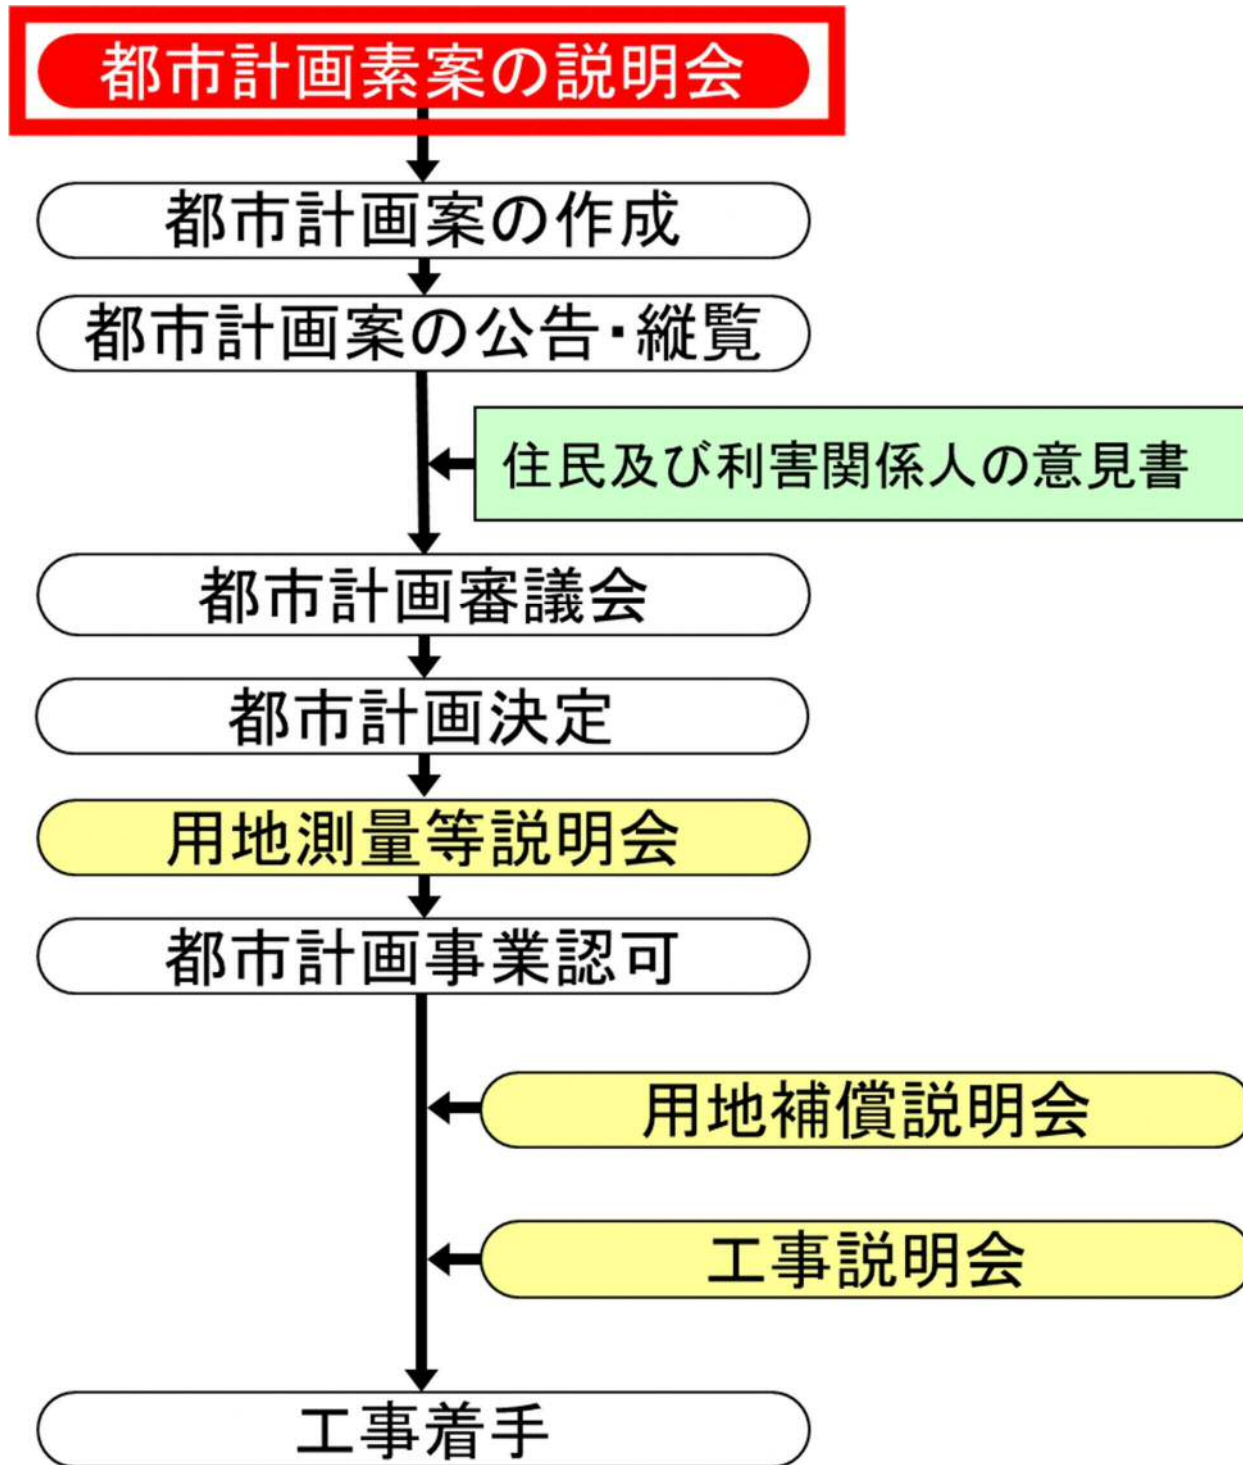 都市計画素案の説明会
都市計画案の作成
都市計画案の公告・縦覧
住民及び利害関係人の意見書
都市計画審議会
都市計画決定
用地測量等説明会
都市計画事業認可
用地補償説明会
工事説明会
工事着手